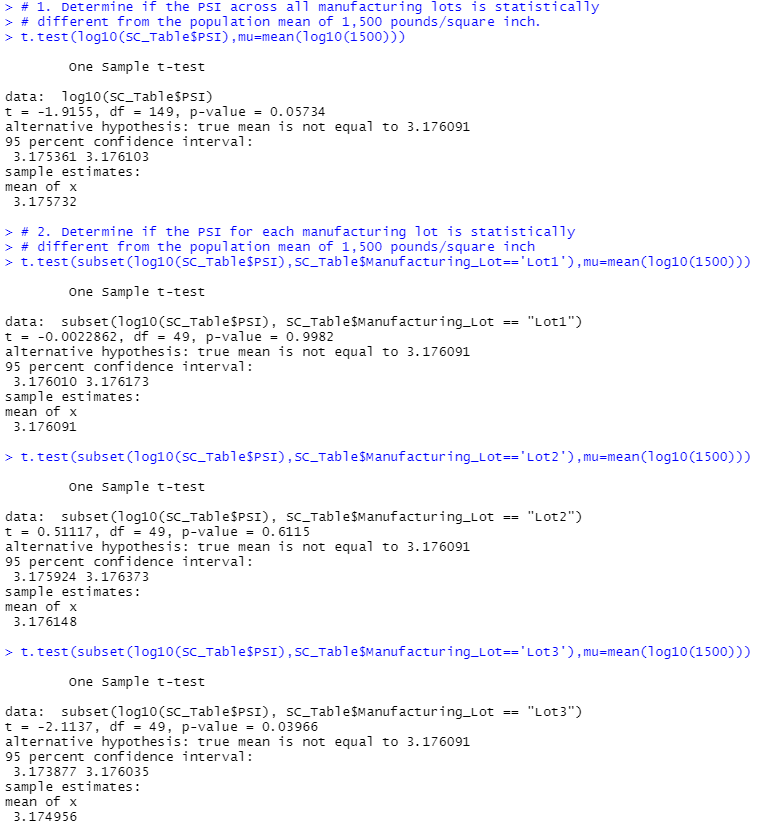 > # 1. Determine if the PSI across all manufacturing lots is statistically
> # different from the population mean of 1,500 pounds/square inch.
> t.test(log10(SC_Table$PSI),mu=mean(log10(1500)))
One Sample t-test
data:  log10(SC_Table$PSI)
t = -1.9155, df = 149, p-value = 0.05734
alternative hypothesis: true mean is not equal to 3.176091
95 percent confidence interval:
3.175361 3.176103
sample estimates:
mean of x
3.175732
> # 2. Determine if the PSI for each manufacturing lot is statistically
> # different from the population mean of 1,500 pounds/square inch
> t.test(subset(log10(SC_Table$PSI),SC_Table$Manufacturing_Lot=='Lot1'),mu=mean(log10(1500)))
One Sample t-test
data:  subset(log10(SC_Table$PSI), SC_Table$Manufacturing_Lot == "Lot1")
t = -0.0022862, df = 49, p-value = 0.9982
alternative hypothesis: true mean is not equal to 3.176091
95 percent confidence interval:
3.176010 3.176173
sample estimates:
mean of x
3.176091
> t.test(subset(log10(SC_Table$PSI),SC_Table$Manufacturing_Lot=='Lot2'),mu=mean(log10(1500)))
One Sample t-test
data:  subset(log10(SC_Table$PSI), SC_Table$Manufacturing_Lot == "Lot2")
t = 0.51117, df = 49, p-value = 0.6115
alternative hypothesis: true mean is not equal to 3.176091
95 percent confidence interval:
3.175924 3.176373
sample estimates:
mean of x
3.176148
> t.test(subset(log10(SC_Table$PSI),SC_Table$Manufacturing_Lot=='Lot3'),mu=mean(log10(1500)))
One Sample t-test
data:  subset(log10(SC_Table$PSI), SC_Table$Manufacturing_Lot == "Lot3")
t = -2.1137, df = 49, p-value = 0.03966
alternative hypothesis: true mean is not equal to 3.176091
95 percent confidence interval:
3.173877 3.176035
sample estimates:
mean of x
3.174956